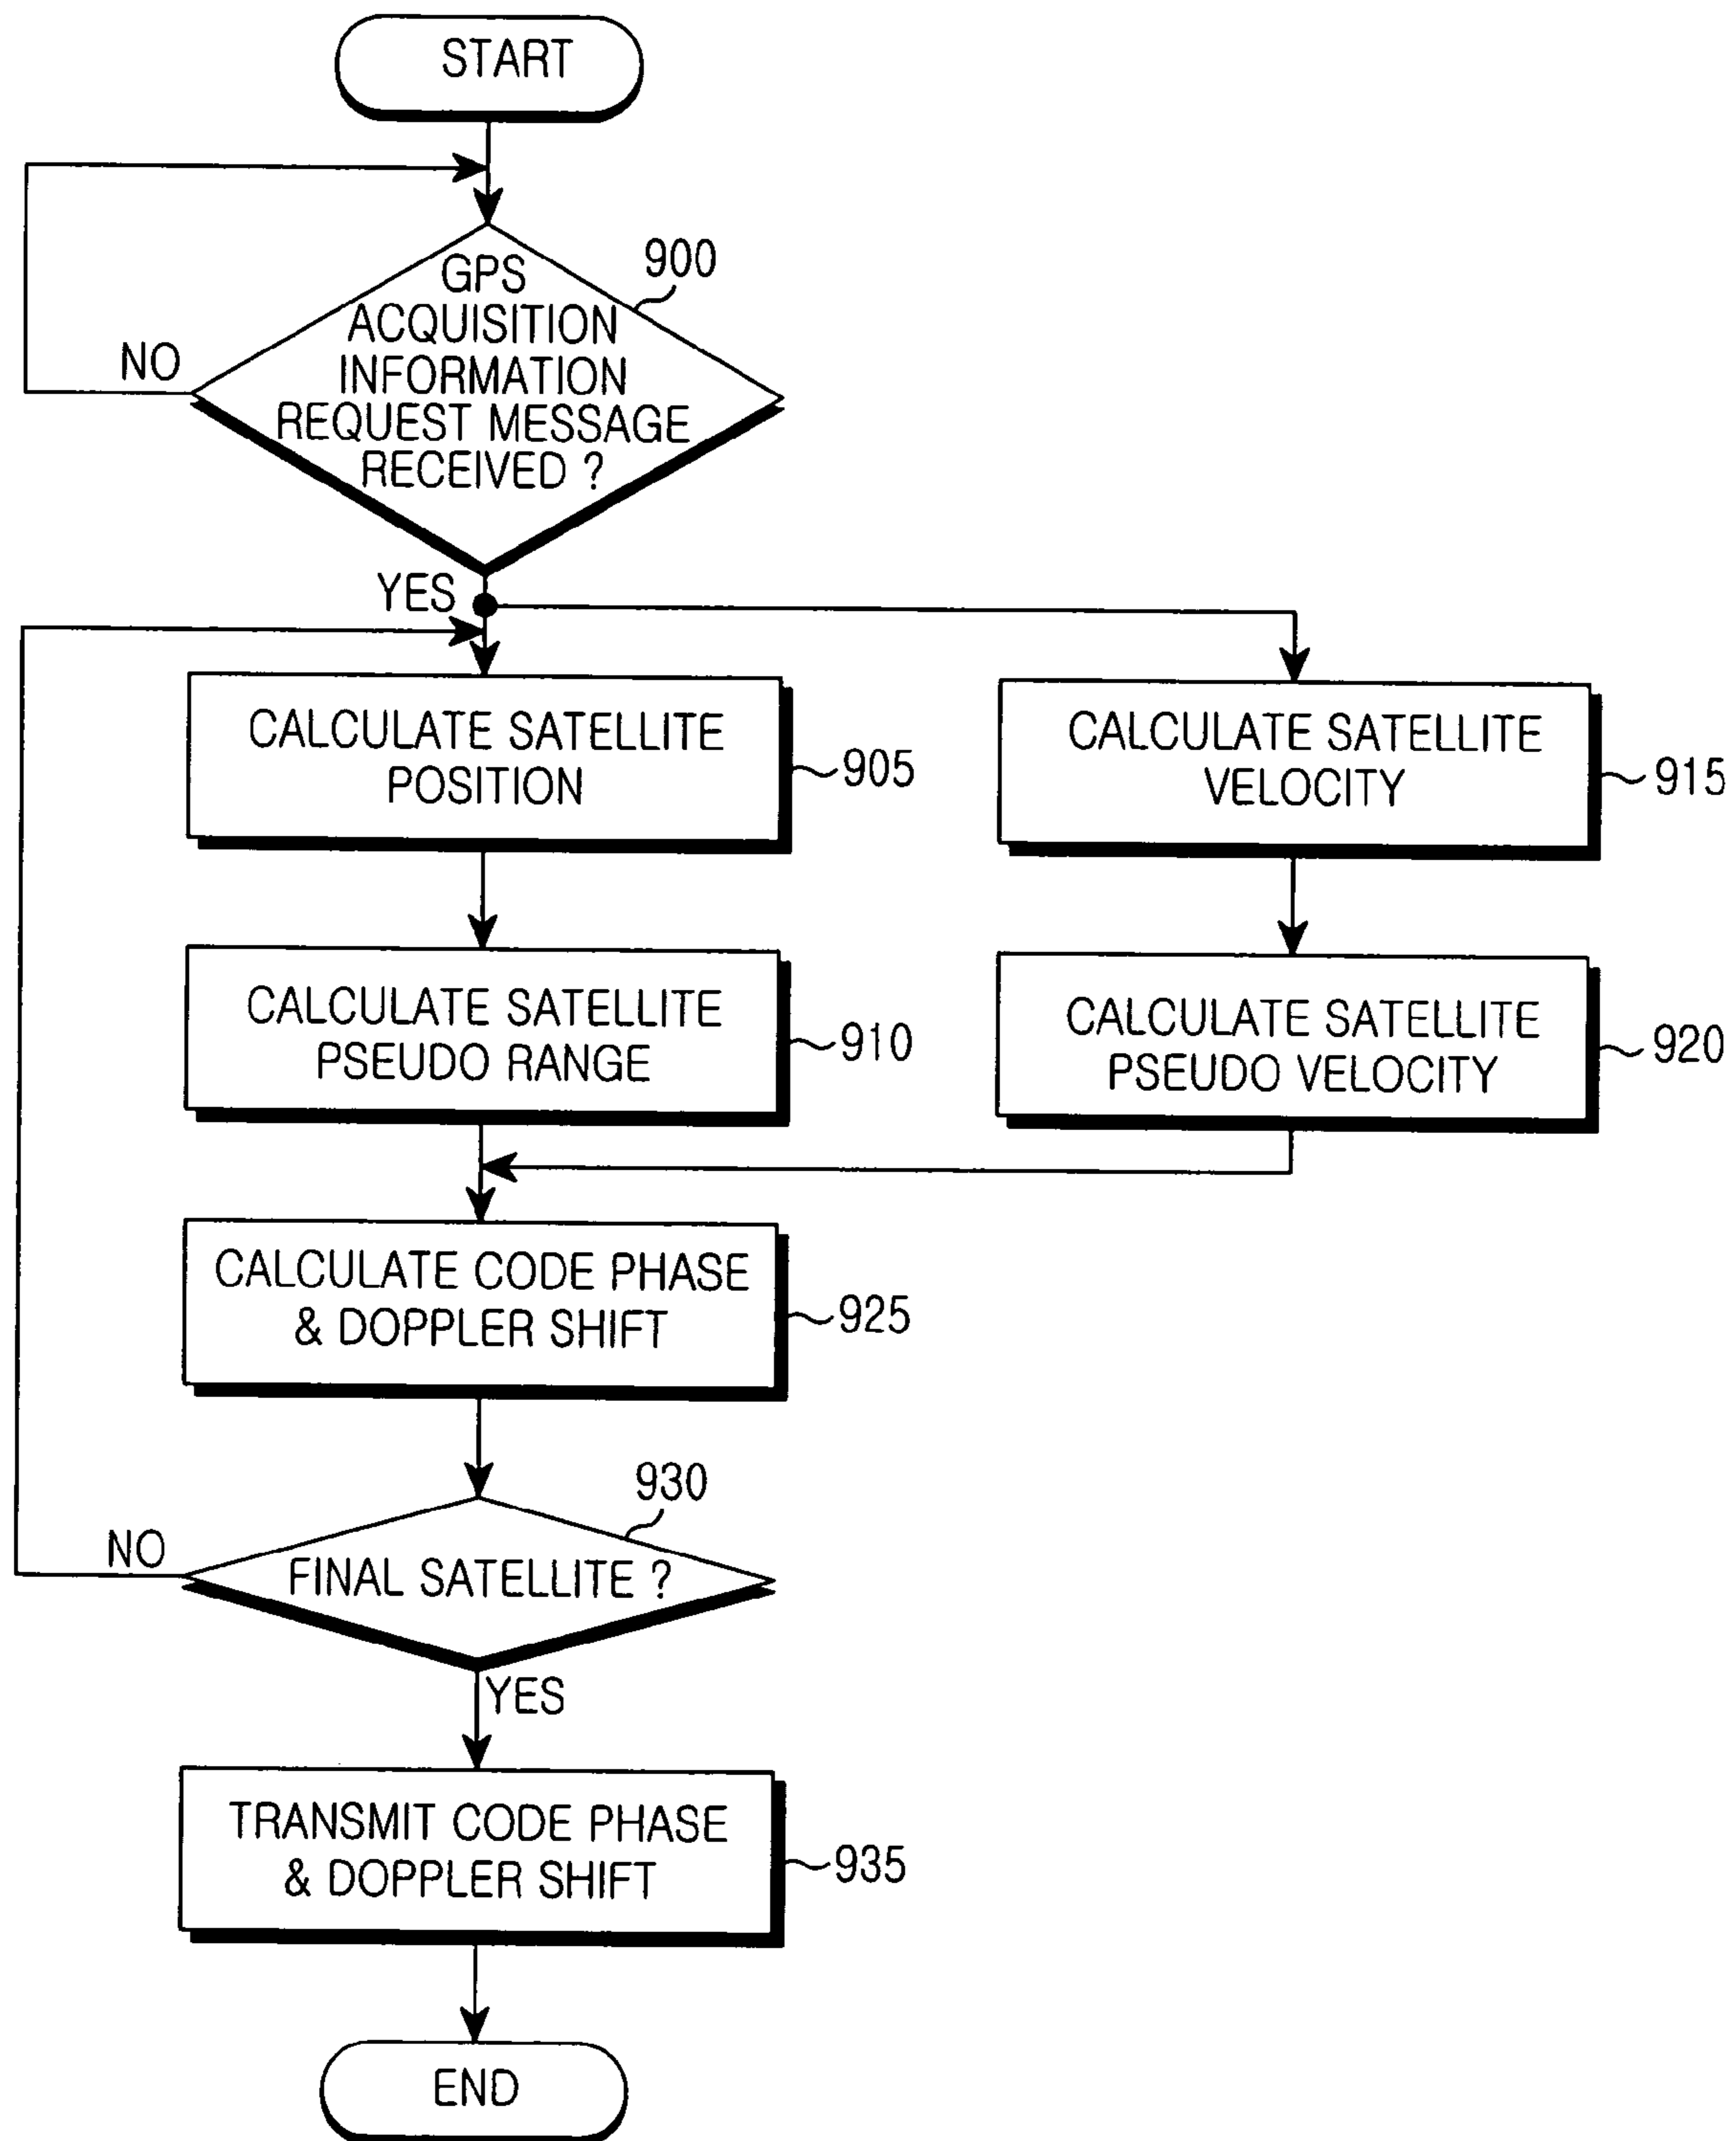 START
900
GPS
ACQUISITION
INFORMATION
REQUEST MESSAGE
RECEIVED ?
NO
YES
CALCULATE SATELLITE
POSITION
905
CALCULATE SATELLITE
VELOCITY
915
CALCULATE SATELLITE
PSEUDO RANGE
910
CALCULATE SATELLITE
PSEUDO VELOCITY
920
CALCULATE CODE PHASE
& DOPPLER SHIFT
925
930
NO
FINAL SATELLITE ?
YES
TRANSMIT CODE PHASE
& DOPPLER SHIFT
935
END